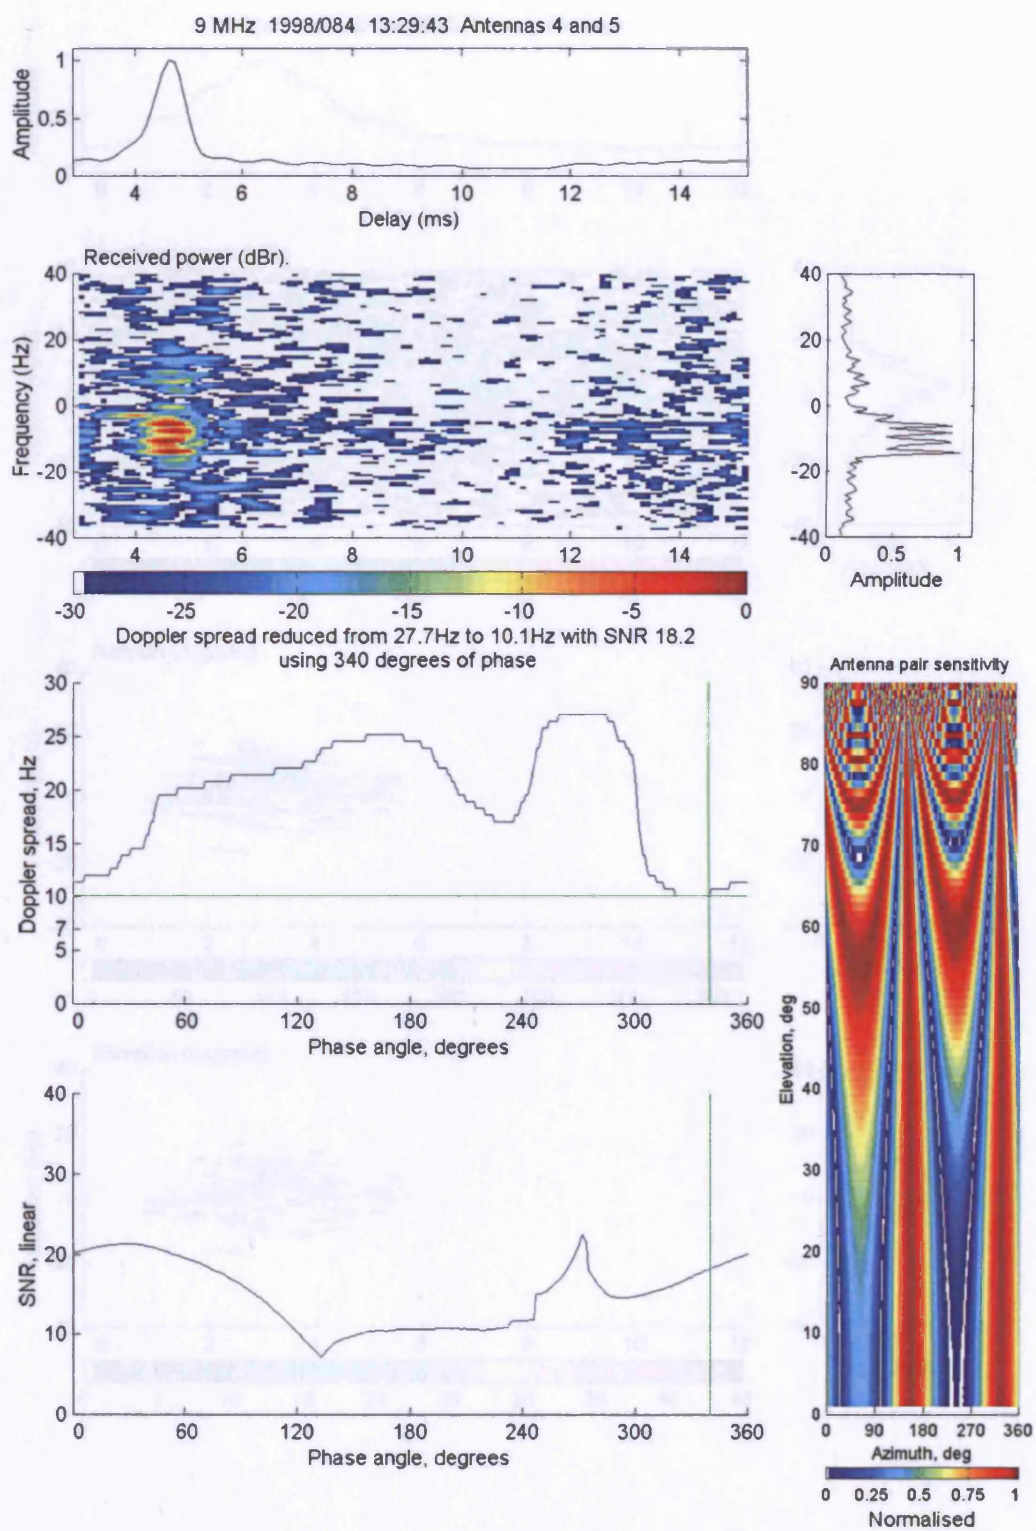 9 MHz 1998/084 13:29:43 Antennas 4 and 5
Amplitude
1
0.5
0
4 6 8 10 12 14
Delay (ms)
Received power (dBr).
Frequency (Hz)
40
20
0
-20
-40
4 6 8 10 12 14
40
20
0
-20
-40
0 0.5 1
Amplitude
-30 -25 -20 -15 -10 -5 0
Doppler spread reduced from 27.7Hz to 10.1Hz with SNR 18.2
using 340 degrees of phase
Doppler spread, Hz
30
25
20
15
10
7
5
0
0 60 120 180 240 300 360
Phase angle, degrees
SNR, linear
40
30
20
10
0
0 60 120 180 240 300 360
Phase angle, degrees
Antenna pair sensitivity
Elevation, deg
90
80
70
60
50
40
30
20
10
0
0 90 180 270 360
Azimuth, deg
0 0.25 0.5 0.75 1
Normalised